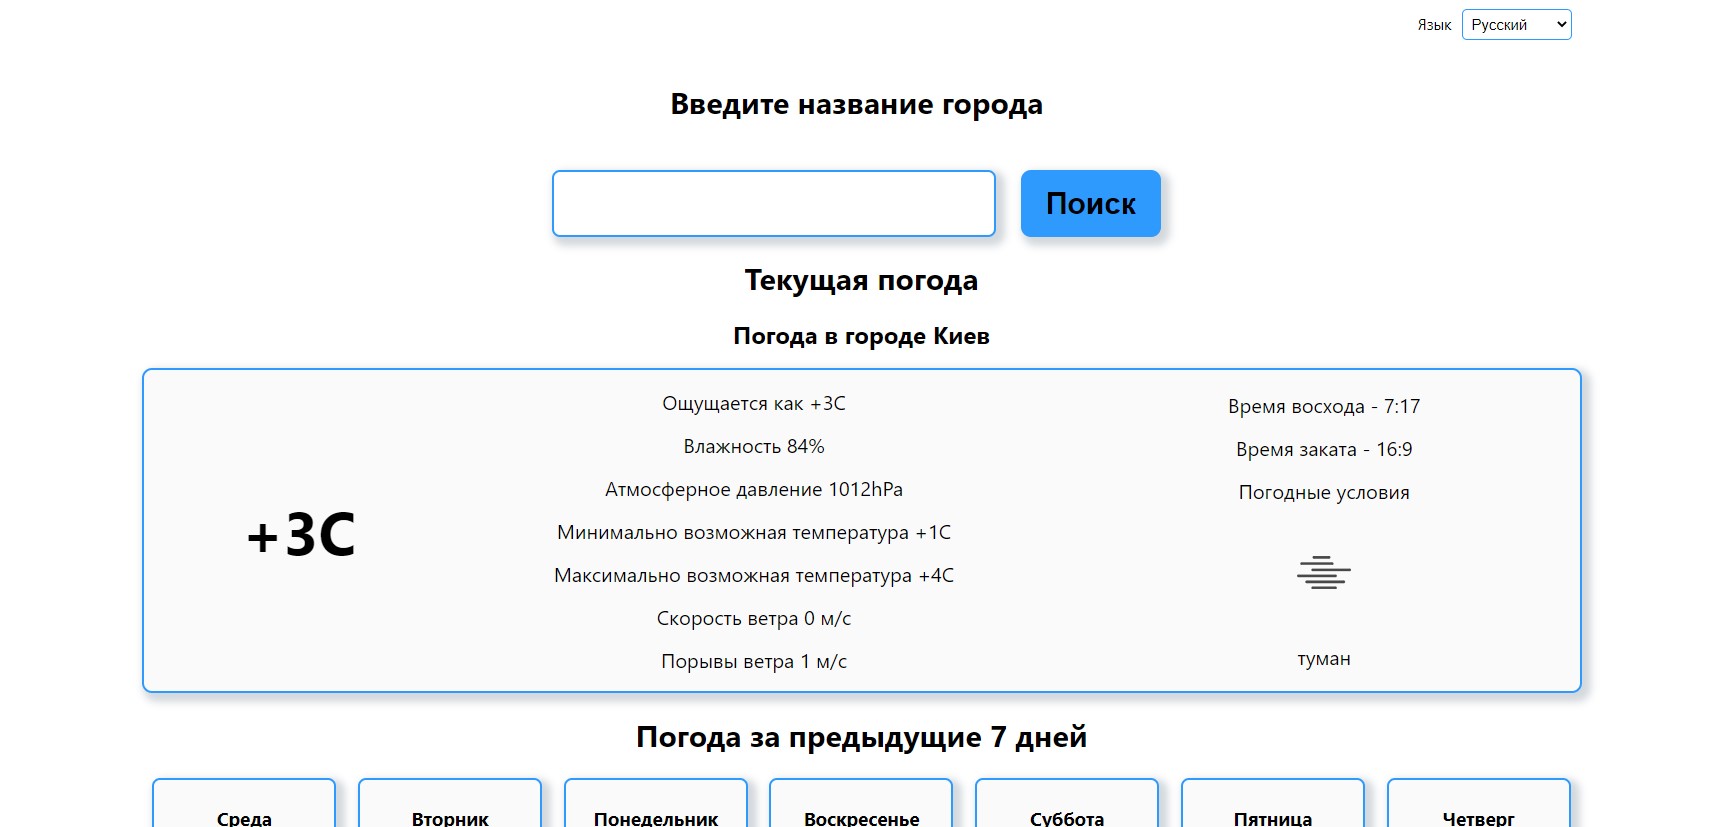 Язык Русский
Введите название города
Поиск
Текущая погода
Погода в городе Киев
+3C
Ощущается как +3C
Влажность 84%
Атмосферное давление 1012hPa
Минимально возможная температура +1C
Максимально возможная температура +4C
Скорость ветра 0 м/с
Порывы ветра 1 м/с
Время восхода - 7:17
Время заката - 16:9
Погодные условия
туман
Погода за предыдущие 7 дней
Среда Вторник Понедельник Воскресенье Суббота Пятница Четверг